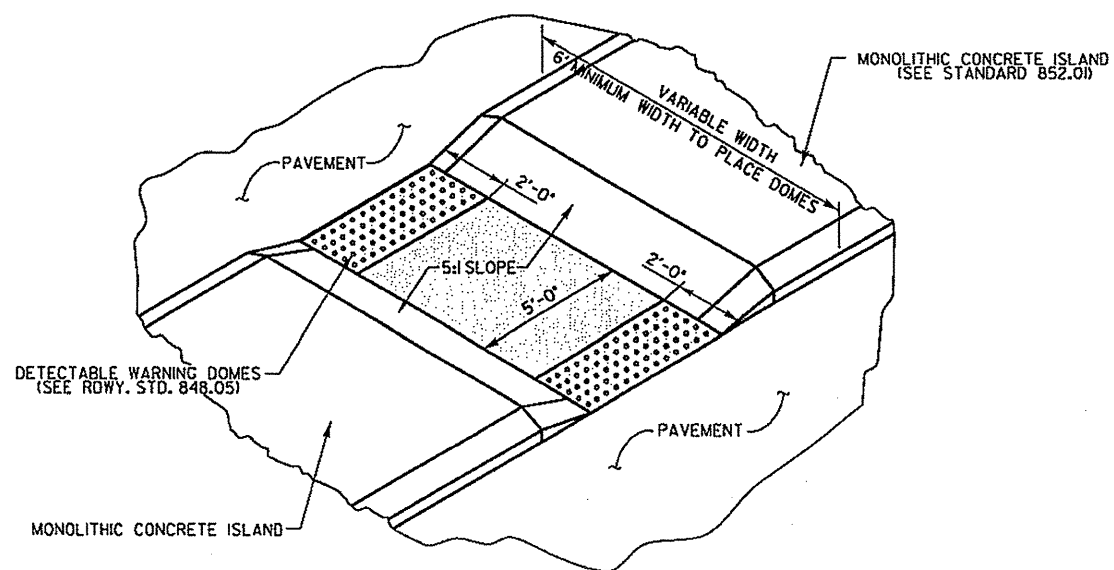 MONOLITHIC CONCRETE ISLAND
(SEE STANDARD 852.01)
VARIABLE WIDTH
6' MINIMUM WIDTH TO PLACE DOMES
PAVEMENT
2'-0"
5:1 SLOPE
2'-0"
5'-0"
DETECTABLE WARNING DOMES
(SEE RDWY. STD. 848.05)
PAVEMENT
MONOLITHIC CONCRETE ISLAND